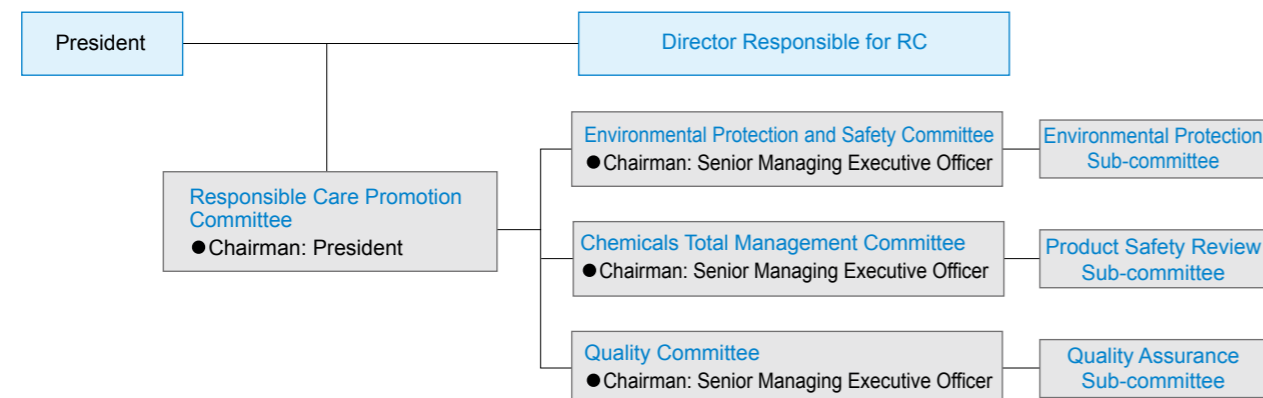 President
Director Responsible for RC
Responsible Care Promotion
Committee
●Chairman: President
Environmental Protection and Safety Committee
●Chairman: Senior Managing Executive Officer
Environmental Protection
Sub-committee
Chemicals Total Management Committee
●Chairman: Senior Managing Executive Officer
Product Safety Review
Sub-committee
Quality Committee
●Chairman: Senior Managing Executive Officer
Quality Assurance
Sub-committee